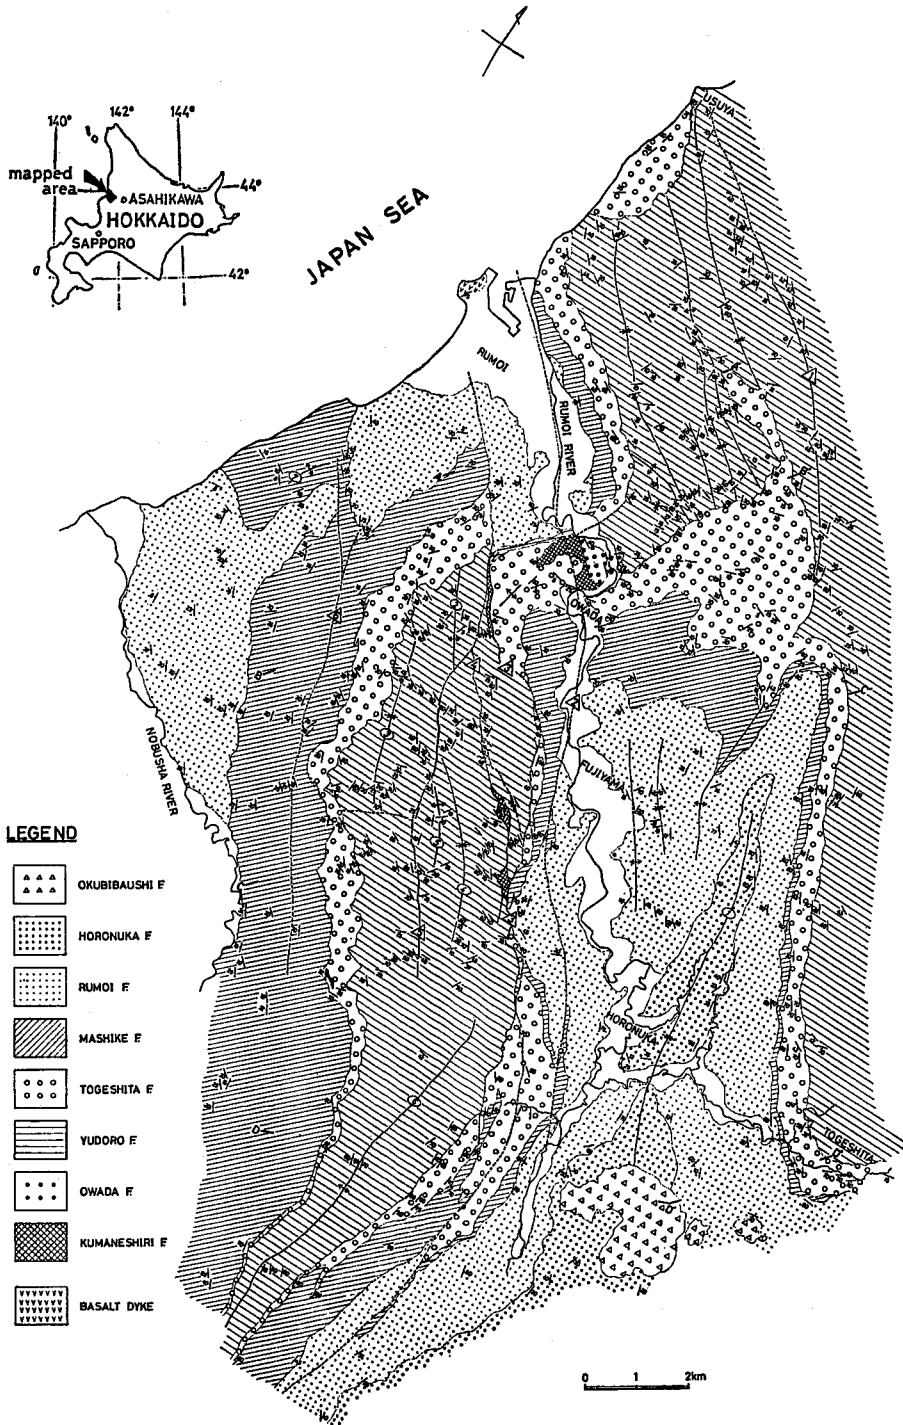 140° 142° 144°
mapped
area
44°
ASAHIKAWA
HOKKAIDO
SAPPORO
42°
JAPAN SEA
USUYA
RUMOI
RUMOI RIVER
OWADA
NOBUSHA RIVER
FUJIYAMA
HORONUKA
TOGESHITA
LEGEND
OKUBIBAUSHI F.
HORONUKA F.
RUMOI F.
MASHIKE F.
TOGESHITA F.
YUDORO F.
OWADA F.
KUMANESHIRI F.
BASALT DYKE
0 1 2km